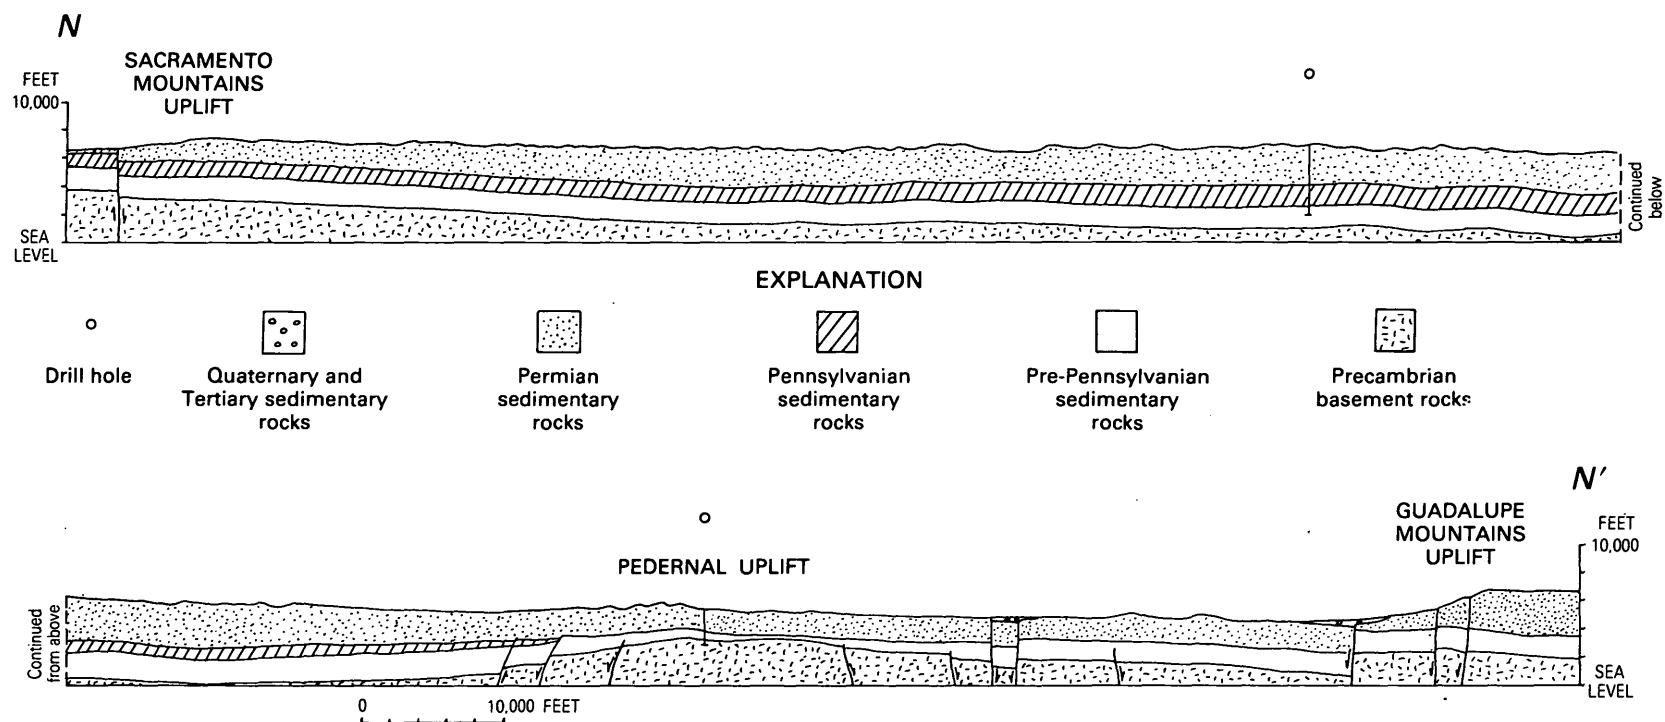 N
SACRAMENTO
MOUNTAINS
UPLIFT
FEET
10,000
SEA
LEVEL
Continued
below
EXPLANATION
Drill hole
Quaternary and
Tertiary sedimentary
rocks
Permian
sedimentary
rocks
Pennsylvanian
sedimentary
rocks
Pre-Pennsylvanian
sedimentary
rocks
Precambrian
basement rocks
N′
GUADALUPE
MOUNTAINS
UPLIFT
FEET
10,000
PEDERNAL UPLIFT
Continued
from above
SEA
LEVEL
0 10,000 FEET